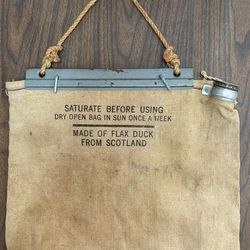 SATURATE BEFORE USING
DRY OPEN BAG IN SUN ONCE A WEEK
MADE OF FLAX DUCK
FROM SCOTLAND